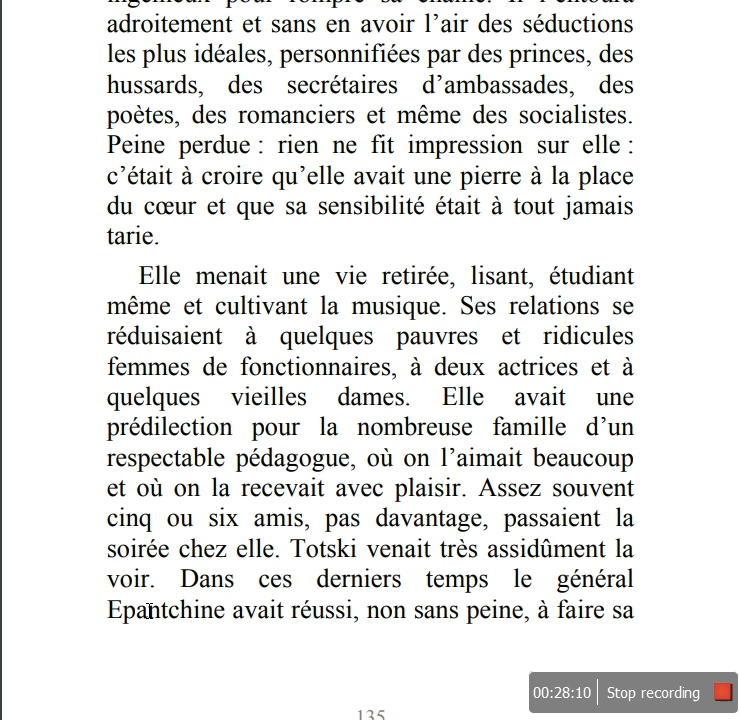 ingénieux pour rompre sa chaîne. Il l'entoura
adroitement et sans en avoir l'air des séductions
les plus idéales, personnifiées par des princes, des
hussards, des secrétaires d'ambassades, des
poètes, des romanciers et même des socialistes.
Peine perdue : rien ne fit impression sur elle :
c'était à croire qu'elle avait une pierre à la place
du cœur et que sa sensibilité était à tout jamais
tarie.
Elle menait une vie retirée, lisant, étudiant
même et cultivant la musique. Ses relations se
réduisaient à quelques pauvres et ridicules
femmes de fonctionnaires, à deux actrices et à
quelques vieilles dames. Elle avait une
prédilection pour la nombreuse famille d'un
respectable pédagogue, où on l'aimait beaucoup
et où on la recevait avec plaisir. Assez souvent
cinq ou six amis, pas davantage, passaient la
soirée chez elle. Totski venait très assidûment la
voir. Dans ces derniers temps le général
Epantchine avait réussi, non sans peine, à faire sa
00:28:10 Stop recording
135